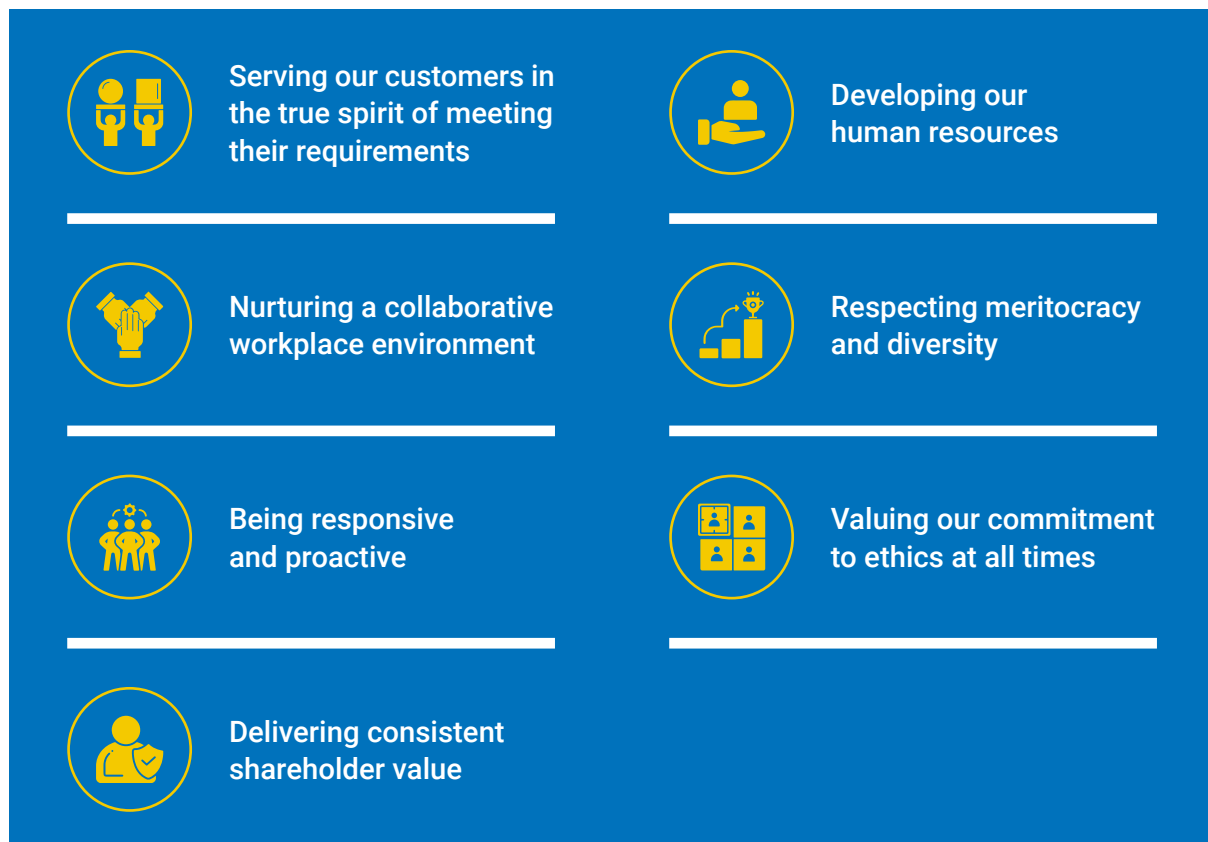 Serving our customers in
the true spirit of meeting
their requirements
Developing our
human resources
Nurturing a collaborative
workplace environment
Respecting meritocracy
and diversity
Being responsive
and proactive
Valuing our commitment
to ethics at all times
Delivering consistent
shareholder value